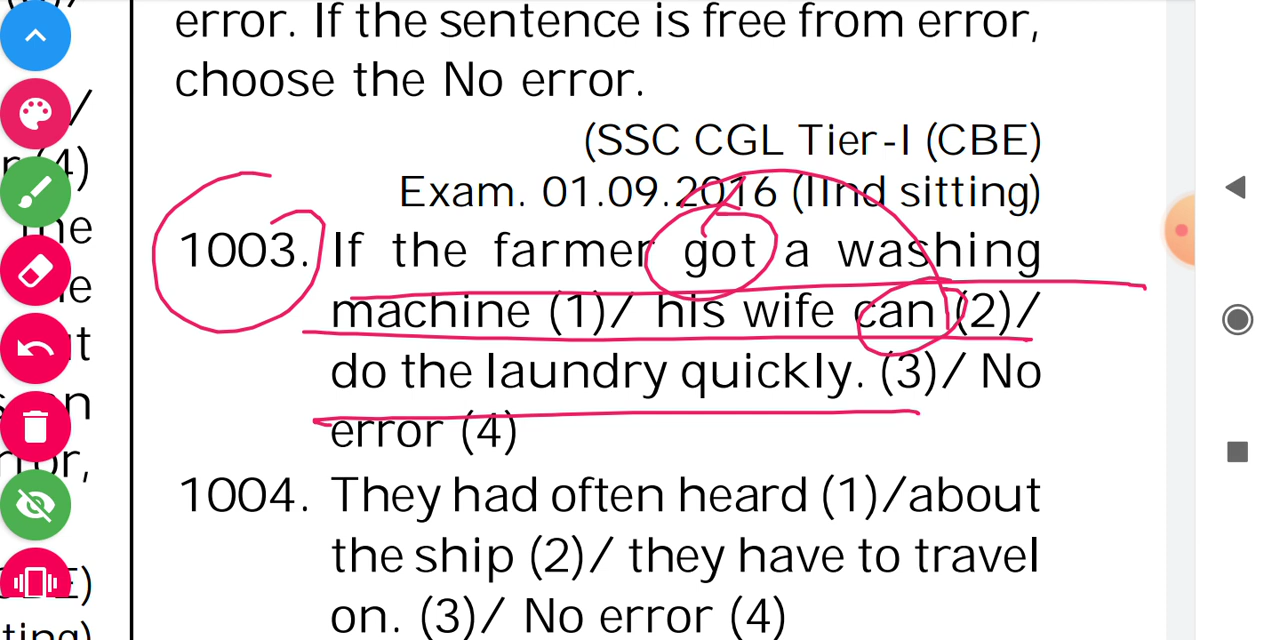 error. If the sentence is free from error,
choose the No error.
(SSC CGL Tier-I (CBE)
Exam. 01.09.2016 (IInd sitting)
1003. If the farmer got a washing
machine (1)/ his wife can (2)/
do the laundry quickly. (3)/ No
error (4)
1004. They had often heard (1)/about
the ship (2)/ they have to travel
on. (3)/ No error (4)